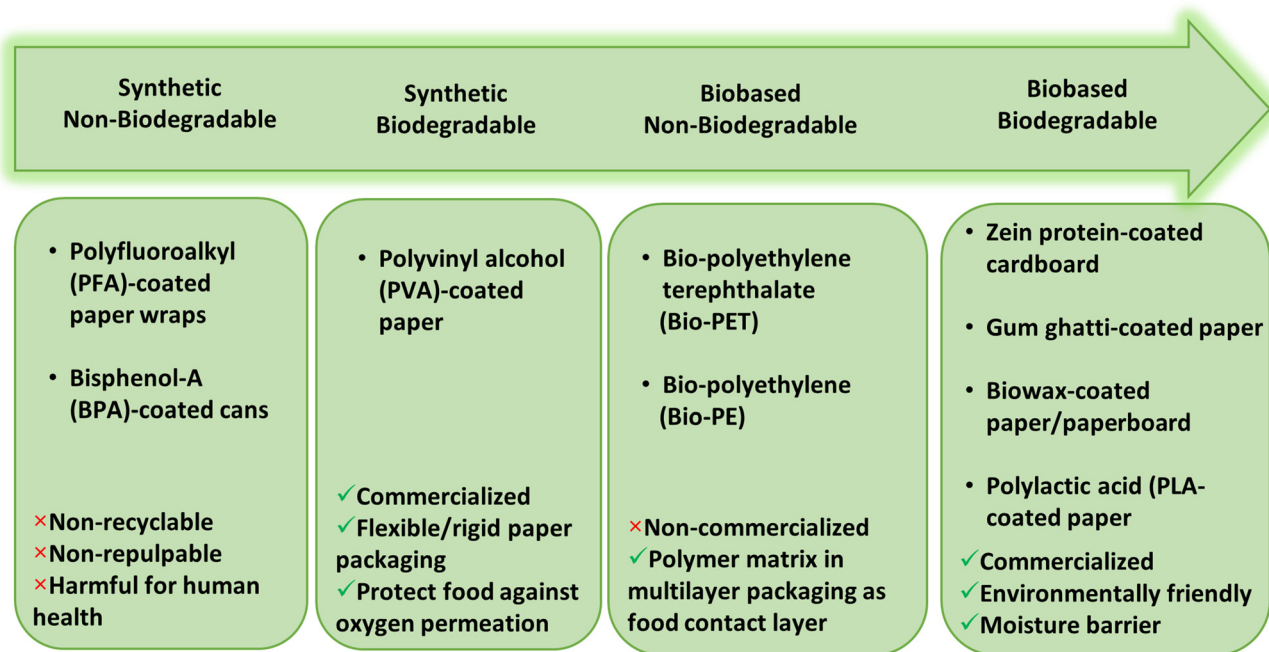 Synthetic
Non-Biodegradable
Synthetic
Biodegradable
Biobased
Non-Biodegradable
Biobased
Biodegradable
• Polyfluoroalkyl
(PFA)-coated
paper wraps
• Bisphenol-A
(BPA)-coated cans
×Non-recyclable
×Non-repulpable
×Harmful for human
health
• Polyvinyl alcohol
(PVA)-coated
paper
✓Commercialized
✓Flexible/rigid paper
packaging
✓Protect food against
oxygen permeation
• Bio-polyethylene
terephthalate
(Bio-PET)
• Bio-polyethylene
(Bio-PE)
×Non-commercialized
✓Polymer matrix in
multilayer packaging as
food contact layer
• Zein protein-coated
cardboard
• Gum ghatti-coated paper
• Biowax-coated
paper/paperboard
• Polylactic acid (PLA-
coated paper
✓Commercialized
✓Environmentally friendly
✓Moisture barrier